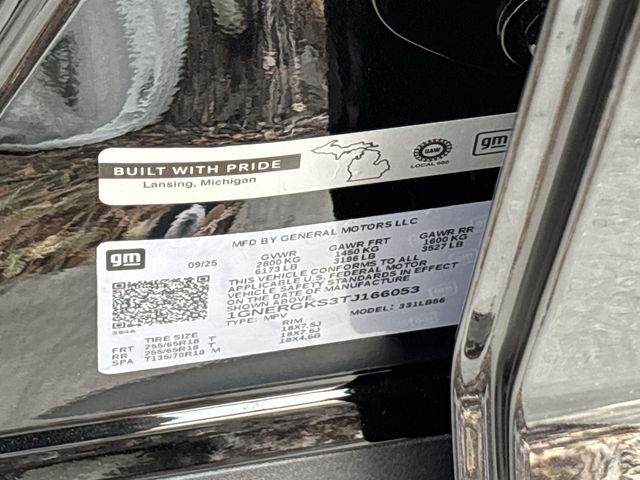 BUILT WITH PRIDE
Lansing, Michigan
UAW
LOCAL 602
gm
gm
09/25
MFD BY GENERAL MOTORS LLC
GVWR GAWR FRT GAWR RR
2800 KG 1450 KG 1600 KG
6173 LB 3196 LB 3527 LB
THIS VEHICLE CONFORMS TO ALL
APPLICABLE U.S. FEDERAL MOTOR
VEHICLE SAFETY STANDARDS IN EFFECT
ON THE DATE OF MANUFACTURE
SHOWN ABOVE.
1GNERGKS3TJ166053
TYPE: MPV MODEL: 331LB56
TIRE SIZE RIM
FRT 255/65R18 T 18X7.5J
RR 255/65R18 T 18X7.5J
SPA T135/70R18 M 18X4.5B